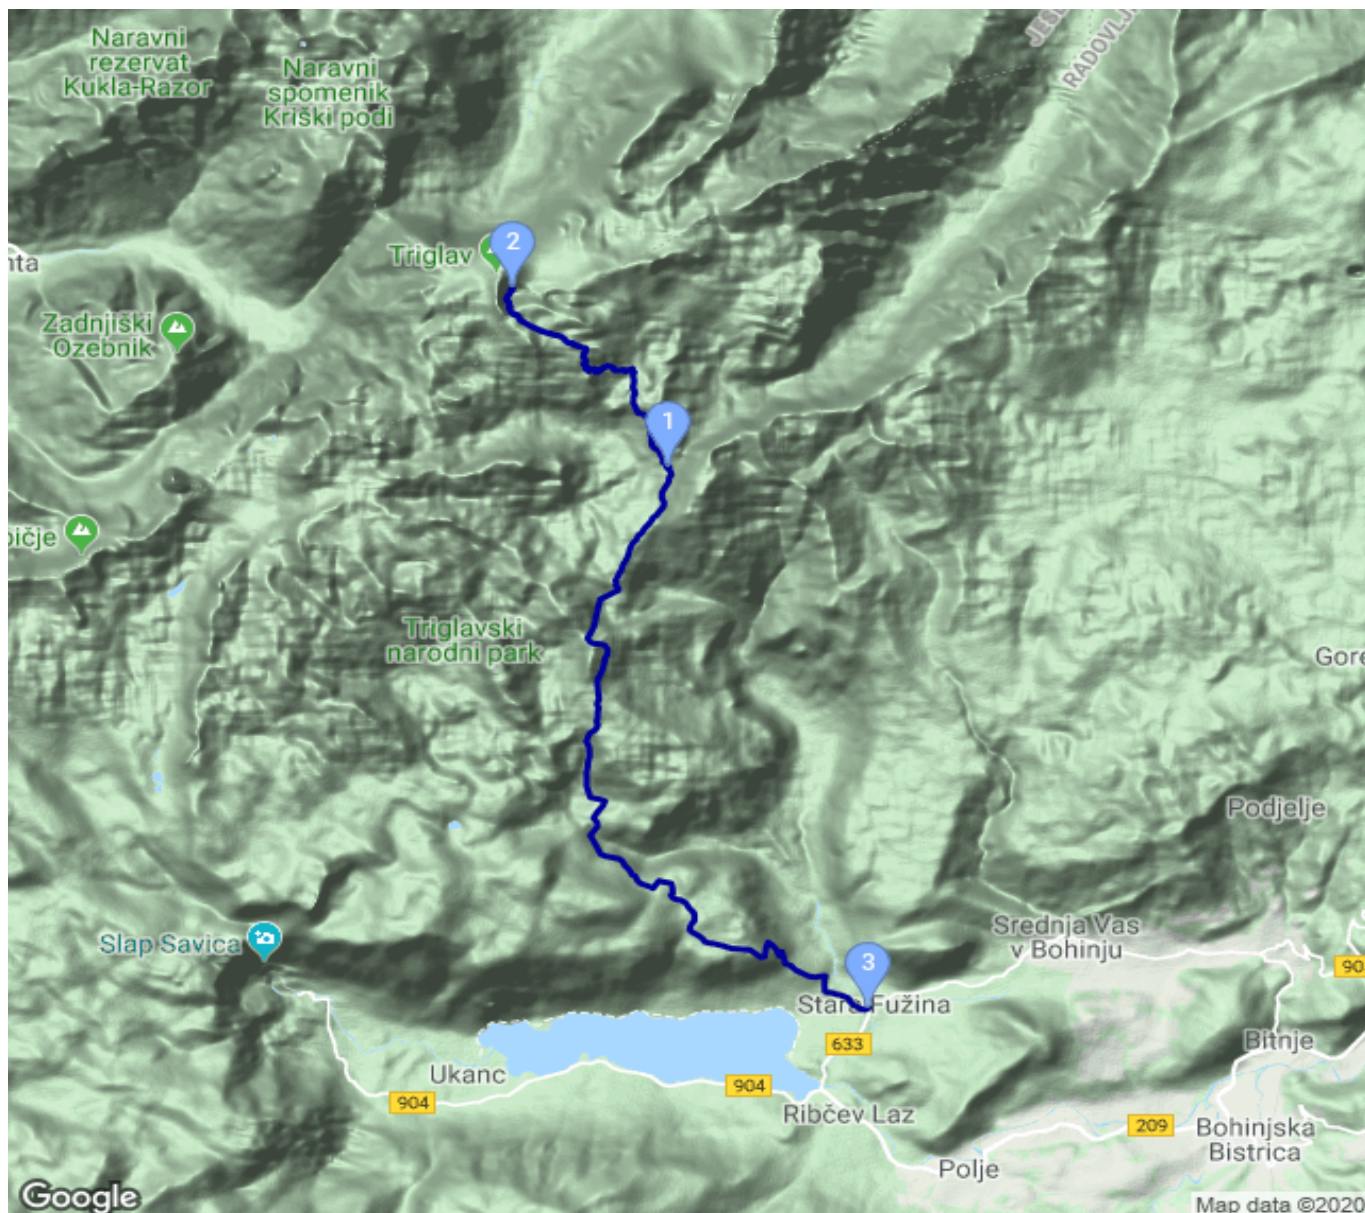 Naravni
rezervat
Kukla-Razor
Naravni
spomenik
Kriški podi
RADOVLJ
Triglav
2
nta
Zadnjiški
Ozebnik
1
bičje
Triglavski
narodni park
Gore
Podjelje
Slap Savica
Srednja Vas
v Bohinju
3
90
Stara Fužina
633
Bitnje
Ukanc
904
904
Ribčev Laz
209
Bohinjska
Bistrica
Polje
Google
Map data ©2020